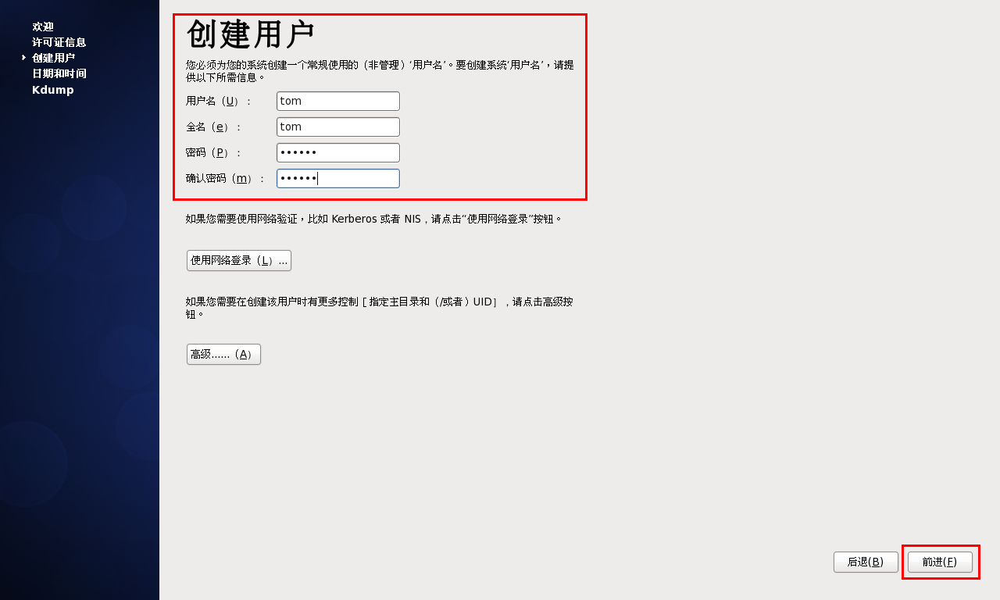 欢迎
许可证信息
创建用户
日期和时间
Kdump
创建用户
您必须为您的系统创建一个常规使用的（非管理）‘用户名’。要创建系统‘用户名’，请提
供以下所需信息。
用户名（U）： tom
全名（e）： tom
密码（P）： ••••••
确认密码（m）： ••••••
如果您需要使用网络验证，比如 Kerberos 或者 NIS，请点击“使用网络登录”按钮。
使用网络登录（L）...
如果您需要在创建该用户时有更多控制［指定主目录和（/或者）UID］，请点击高级按
钮。
高级......（A）
后退(B) 前进(F)